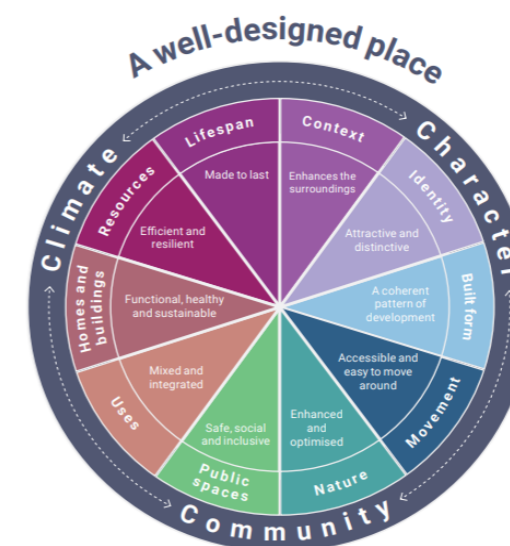 A well-designed place
Climate
Character
Community
Context
Enhances the
surroundings
Identity
Attractive and
distinctive
Built form
A coherent
pattern of
development
Movement
Accessible and
easy to move
around
Nature
Enhanced
and
optimised
Public
spaces
Safe, social
and inclusive
Uses
Mixed and
integrated
Homes and
buildings
Functional, healthy
and sustainable
Resources
Efficient and
resilient
Lifespan
Made to last